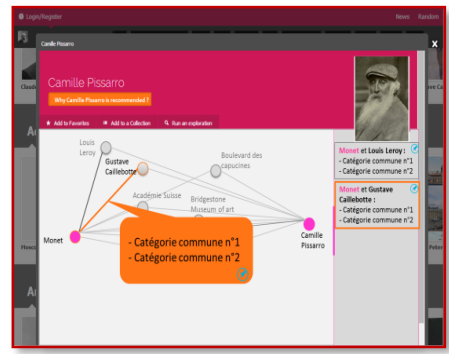 Login/Register
News
Random
Camille Pissarro
X
Camille Pissarro
Why Camille Pissarro is recommended ?
Add to Favorites
Add to a Collection
Run an exploration
Louis
Leroy
Gustave
Caillebotte
Boulevard des
capucines
Académie Suisse
Bridgestone
Museum of art
Monet
Camille
Pissarro
- Catégorie commune n°1
- Catégorie commune n°2
Monet et Louis Leroy :
- Catégorie commune n°1
- Catégorie commune n°2
Monet et Gustave
Caillebotte :
- Catégorie commune n°1
- Catégorie commune n°2